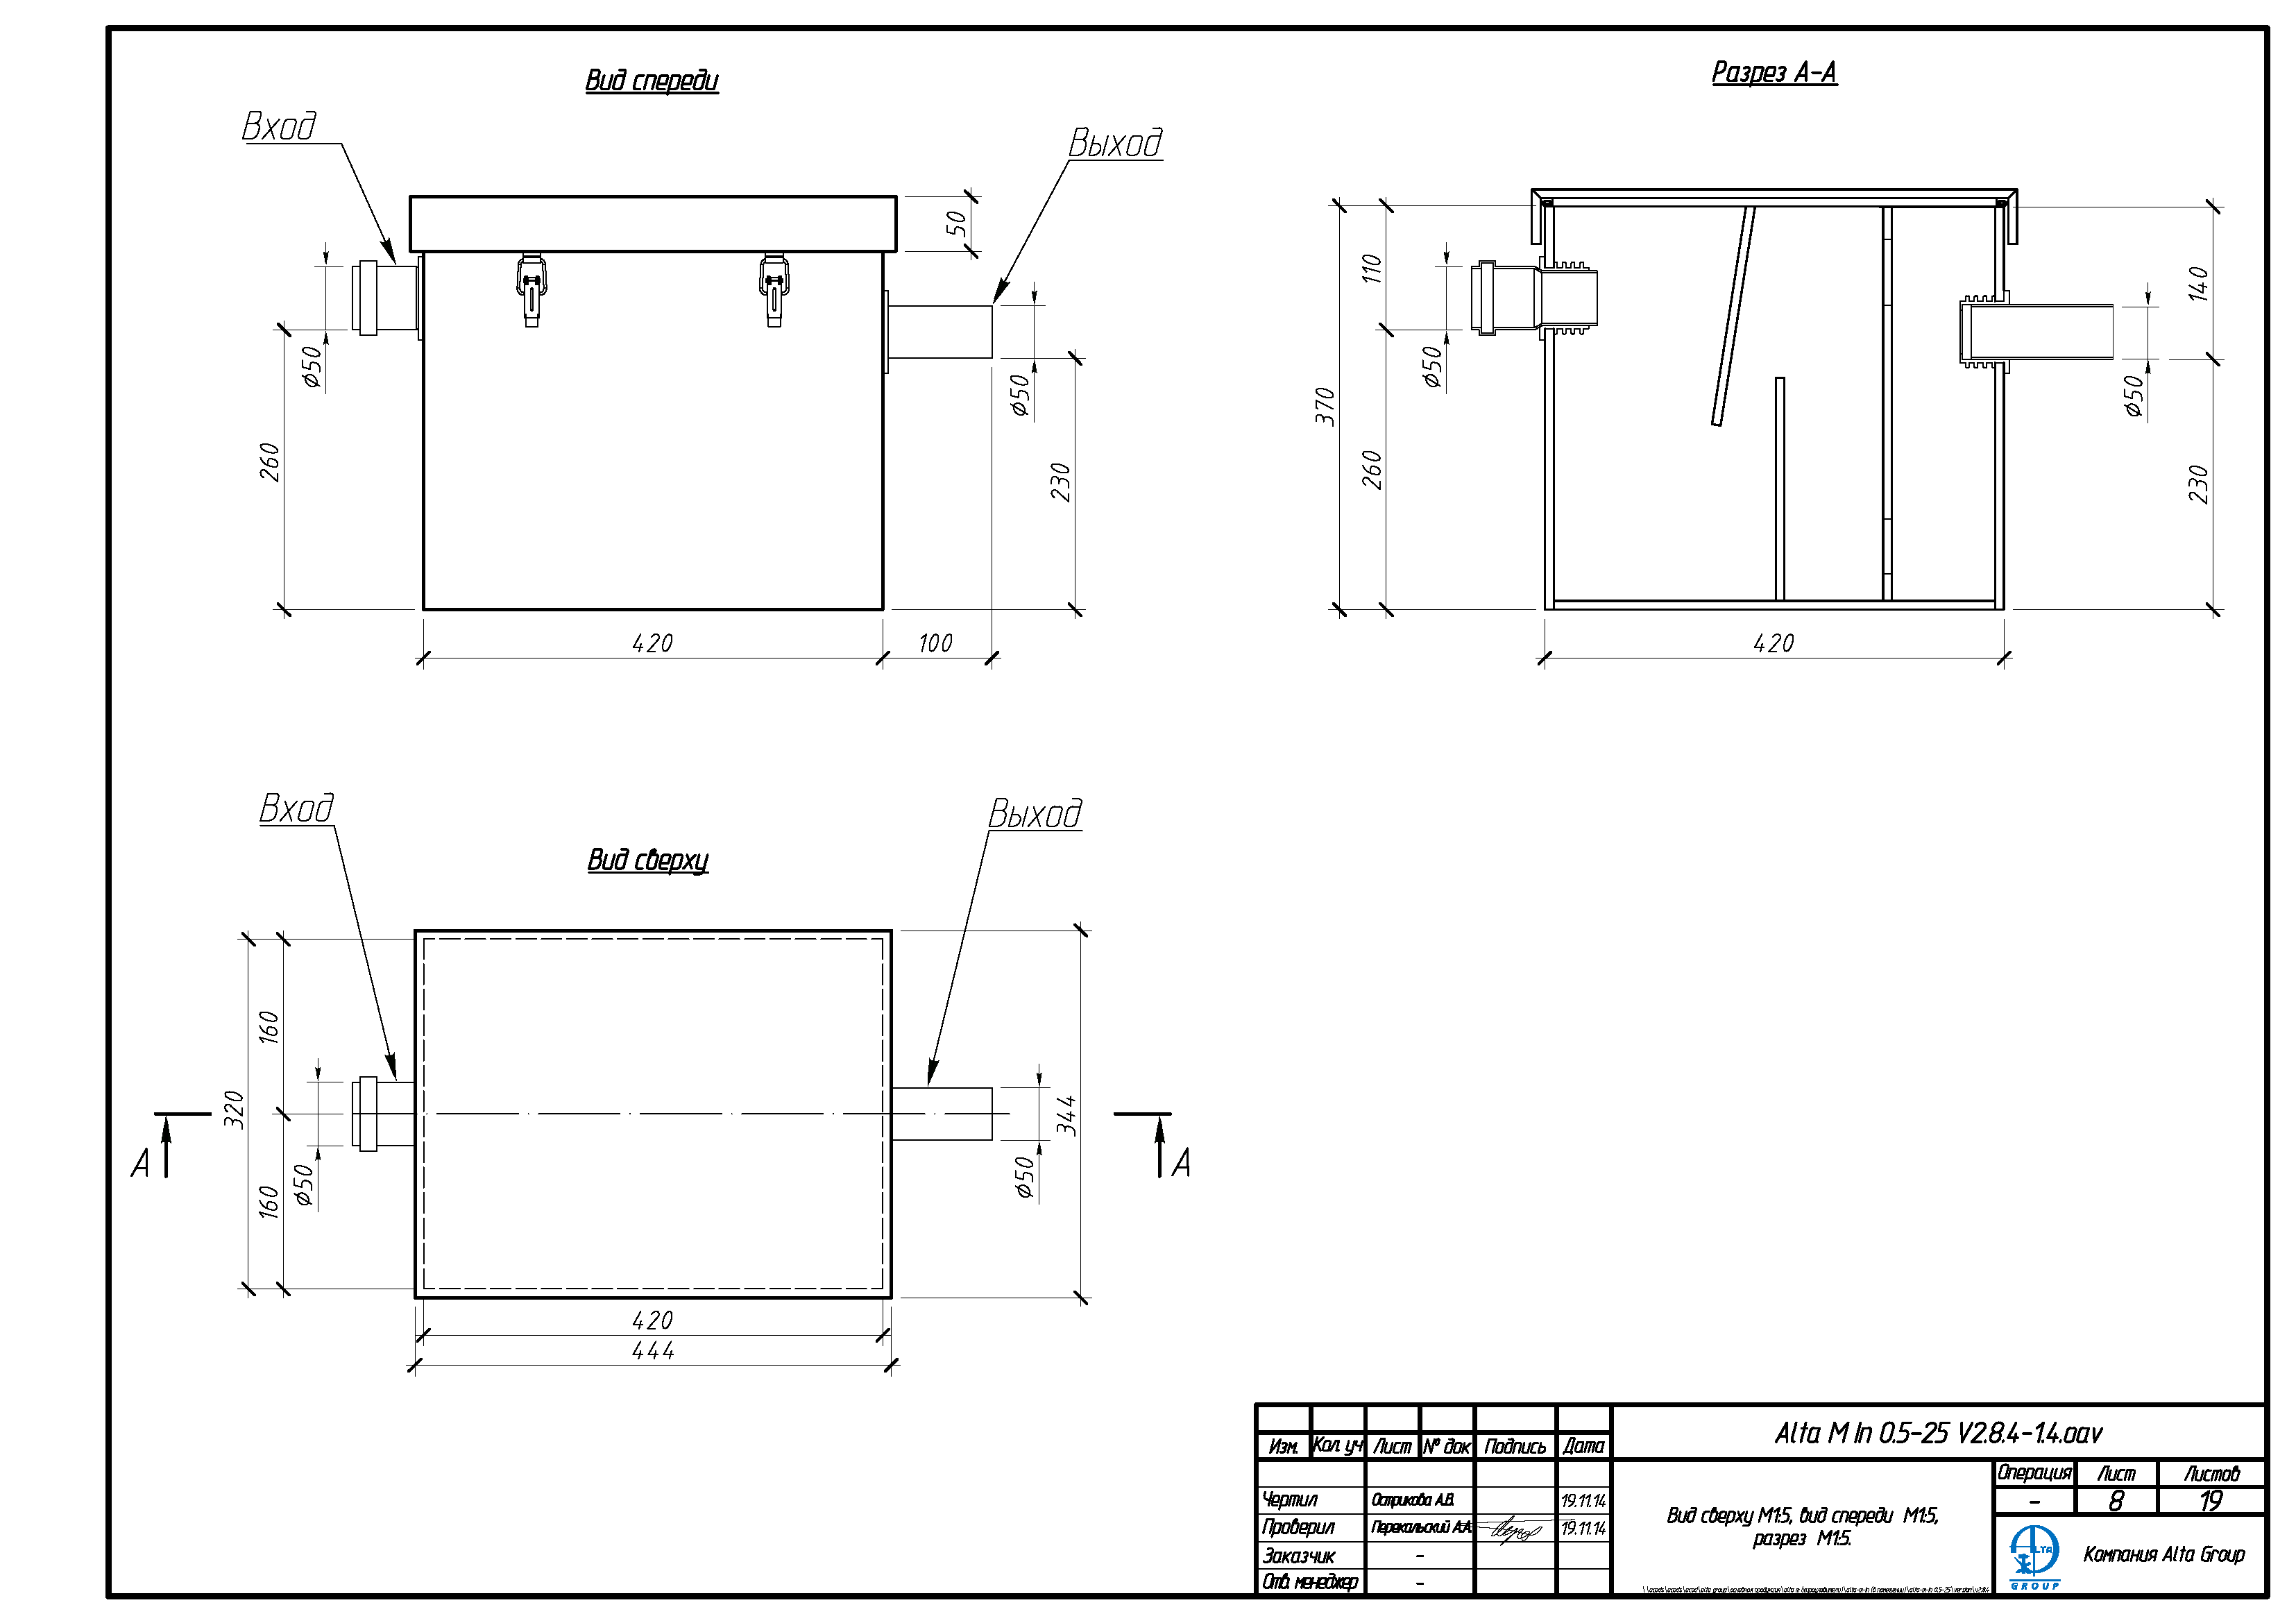 Вид спереди
Вход
Выход
50
Ø50
260
Ø50
230
420
100
Разрез А-А
370
110
260
Ø50
140
230
Ø50
420
Вход
Выход
Вид сверху
320
160
160
Ø50
344
Ø50
А
А
420
444
Alta M In 0.5-25 V2.8.4-1.4.oav
Изм. Кол. уч Лист № док Подпись Дата
Операция Лист Листов
- 8 19
Чертил Острикова А.В. 19.11.14
Проверил Перекальский А.А. 19.11.14
Заказчик -
Отв. менеджер -
Вид сверху М1:5, вид спереди М1:5,
разрез М1:5.
ALTA
GROUP
Компания Alta Group